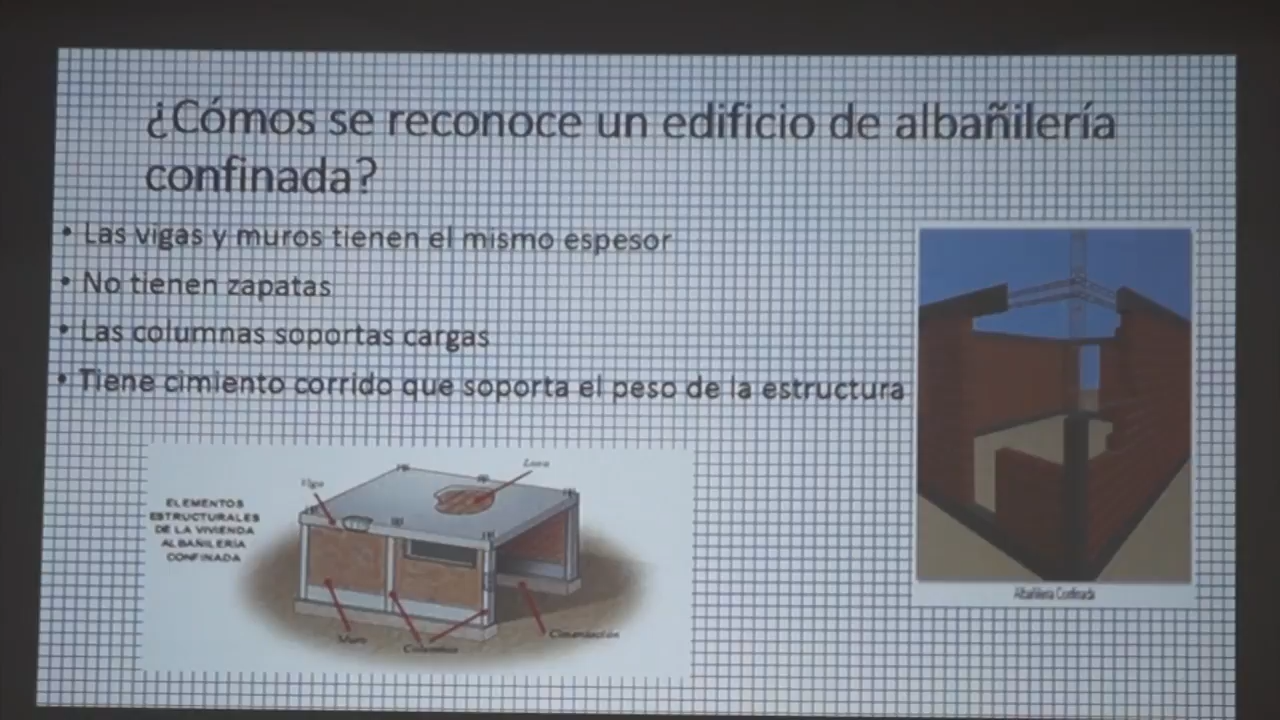 ¿Cómos se reconoce un edificio de albañilería
confinada?
• Las vigas y muros tienen el mismo espesor
• No tienen zapatas
• Las columnas soportas cargas
• Tiene cimiento corrido que soporta el peso de la estructura
ELEMENTOS
ESTRUCTURALES
DE LA VIVIENDA
ALBAÑILERIA
CONFINADA
Viga
Losa
Muro
Columnas
Cimentación
Albañilería Confinada